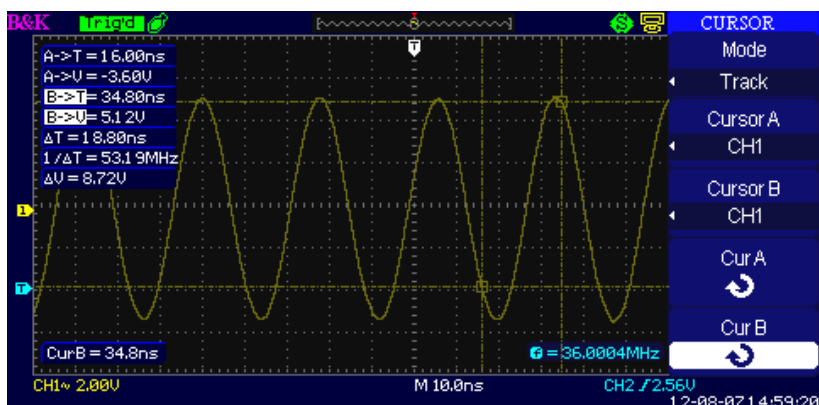 B&K Trig'd CURSOR
Mode
Track
Cursor A
CH1
Cursor B
CH1
Cur A
Cur B
T
A->T=16.00ns
A->V=-3.60V
B->T=34.80ns
B->V=5.12V
ΔT=18.80ns
1/ΔT=53.19MHz
ΔV=8.72V
1
T
CurB=34.8ns
f=36.0004MHz
CH1~ 2.00V M 10.0ns CH2 /2.56V
12-08-07 14:59:20